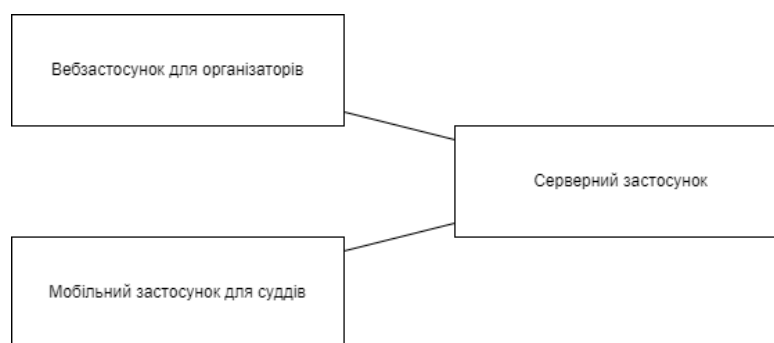 Вебзастосунок для організаторів
Серверний застосунок
Мобільний застосунок для суддів